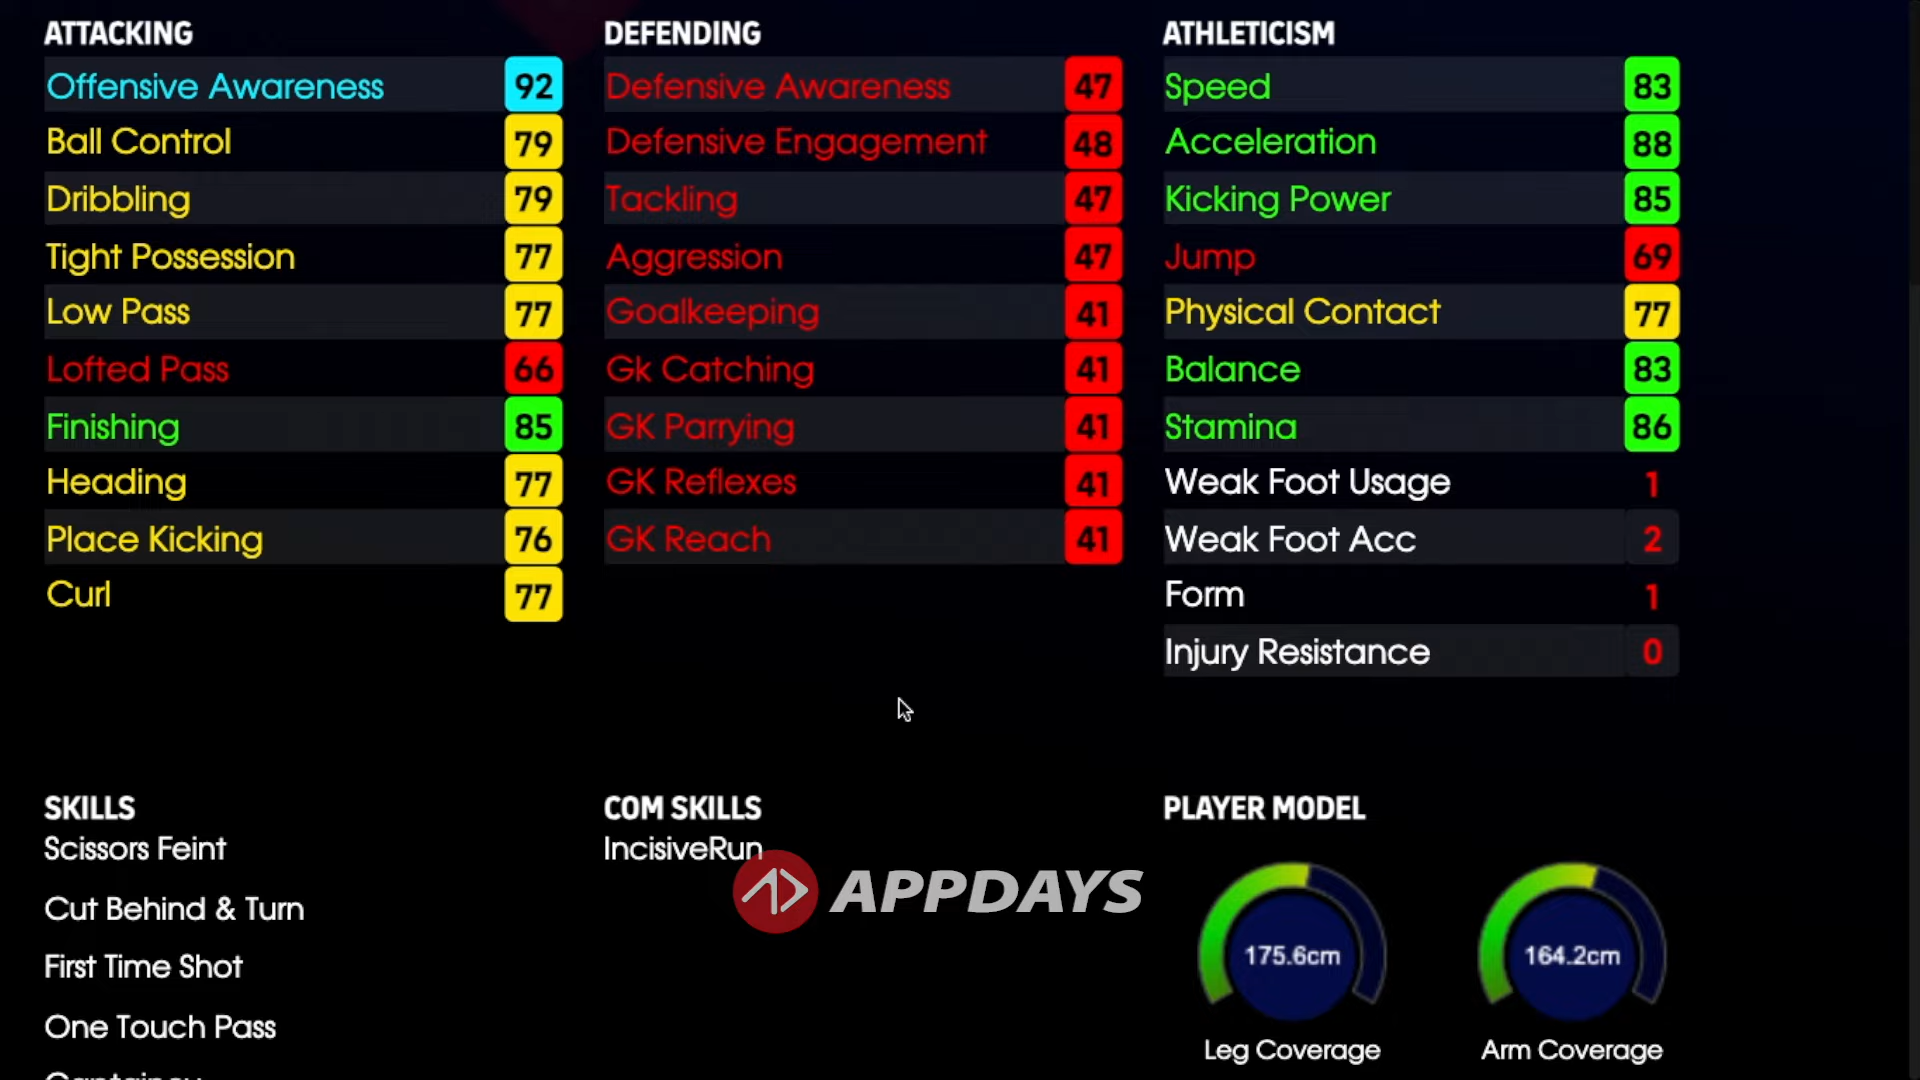 ATTACKING
Offensive Awareness 92
Ball Control 79
Dribbling 79
Tight Possession 77
Low Pass 77
Lofted Pass 66
Finishing 85
Heading 77
Place Kicking 76
Curl 77
DEFENDING
Defensive Awareness 47
Defensive Engagement 48
Tackling 47
Aggression 47
Goalkeeping 41
Gk Catching 41
GK Parrying 41
GK Reflexes 41
GK Reach 41
ATHLETICISM
Speed 83
Acceleration 88
Kicking Power 85
Jump 69
Physical Contact 77
Balance 83
Stamina 86
Weak Foot Usage 1
Weak Foot Acc 2
Form 1
Injury Resistance 0
SKILLS
Scissors Feint
Cut Behind & Turn
First Time Shot
One Touch Pass
COM SKILLS
IncisiveRun
APPDAYS
PLAYER MODEL
175.6cm
Leg Coverage
164.2cm
Arm Coverage